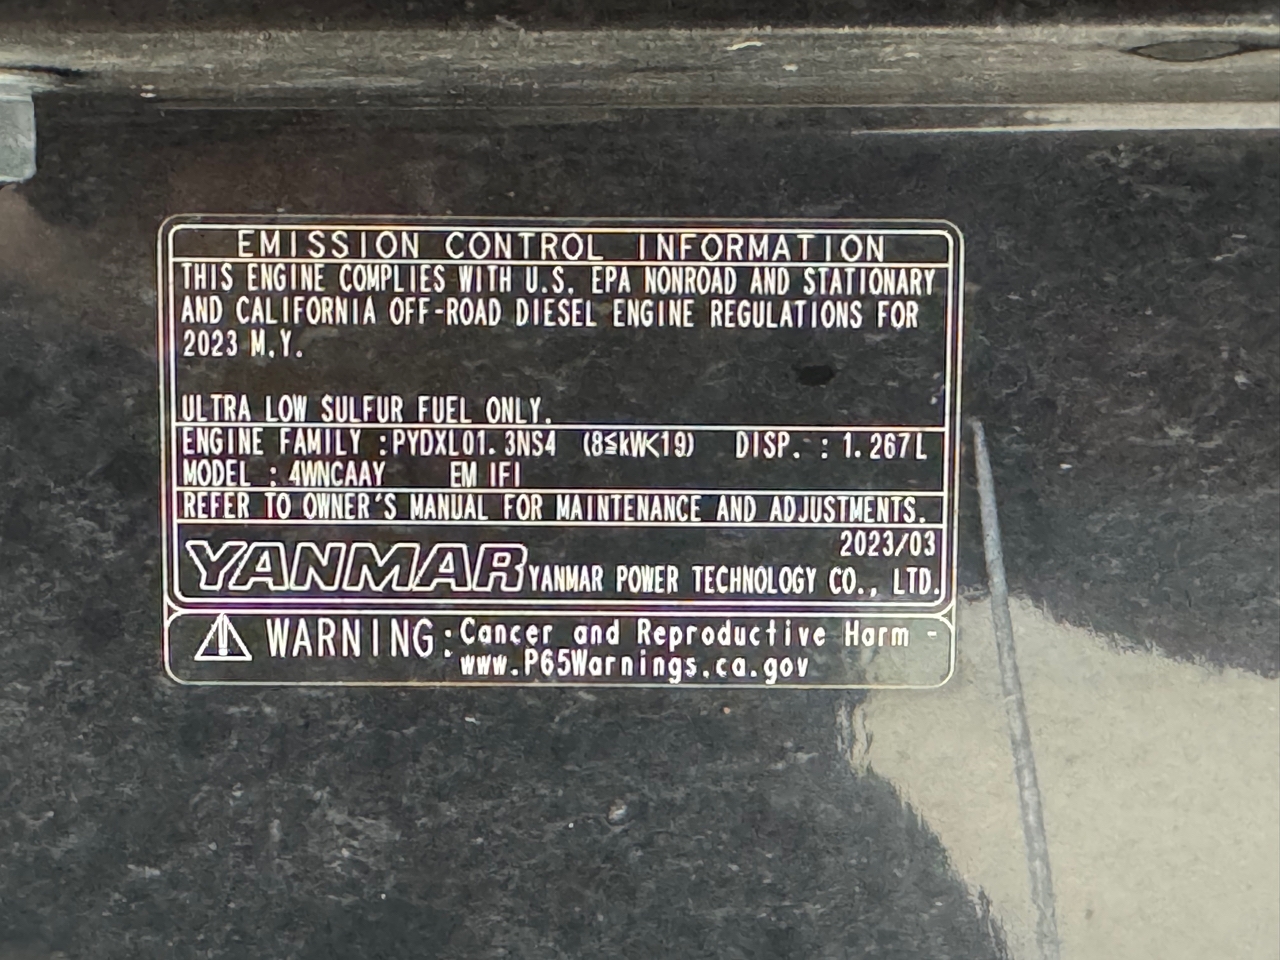 EMISSION CONTROL INFORMATION
THIS ENGINE COMPLIES WITH U.S. EPA NONROAD AND STATIONARY
AND CALIFORNIA OFF-ROAD DIESEL ENGINE REGULATIONS FOR
2023 M.Y.
ULTRA LOW SULFUR FUEL ONLY.
ENGINE FAMILY :PYDXL01.3NS4 (8≦kW<19) DISP. : 1.267L
MODEL : 4WNCAAY EM IFI
REFER TO OWNER'S MANUAL FOR MAINTENANCE AND ADJUSTMENTS.
2023/03
YANMAR YANMAR POWER TECHNOLOGY CO., LTD.
WARNING:Cancer and Reproductive Harm -
www.P65Warnings.ca.gov